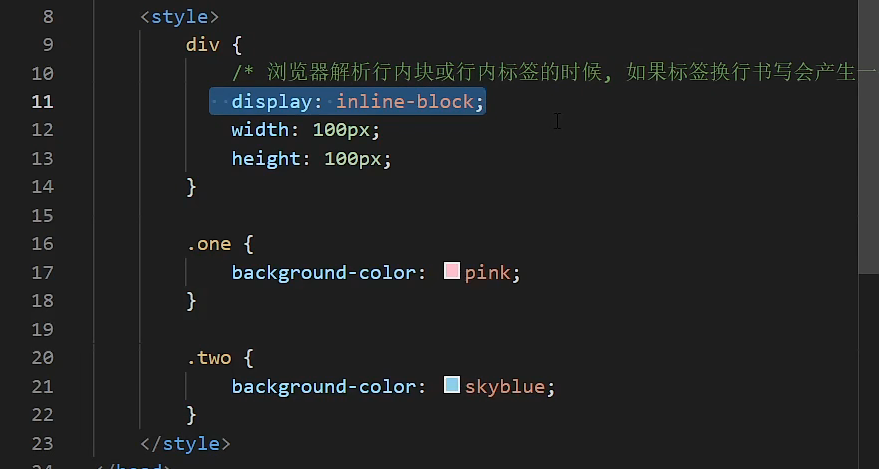 8 <style>
9 div {
10 /* 浏览器解析行内块或行内标签的时候, 如果标签换行书写会产生一
11 display: inline-block;
12 width: 100px;
13 height: 100px;
14 }
15
16 .one {
17 background-color: pink;
18 }
19
20 .two {
21 background-color: skyblue;
22 }
23 </style>
24 </head>